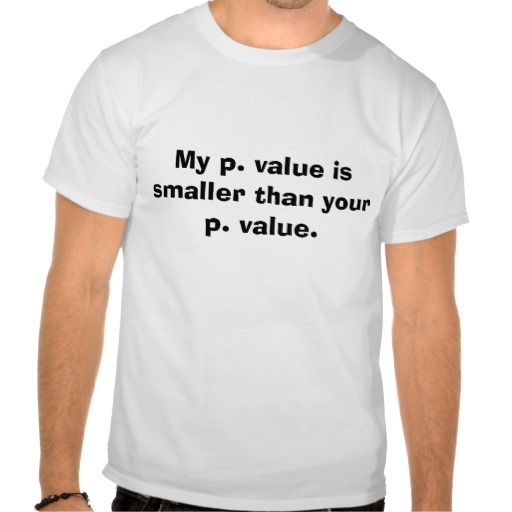 My p. value is
smaller than your
p. value.